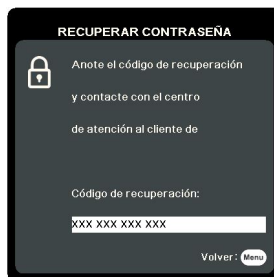 RECUPERAR CONTRASEÑA
Anote el código de recuperación
y contacte con el centro
de atención al cliente de
Código de recuperación:
XXX XXX XXX XXX
Volver: Menu